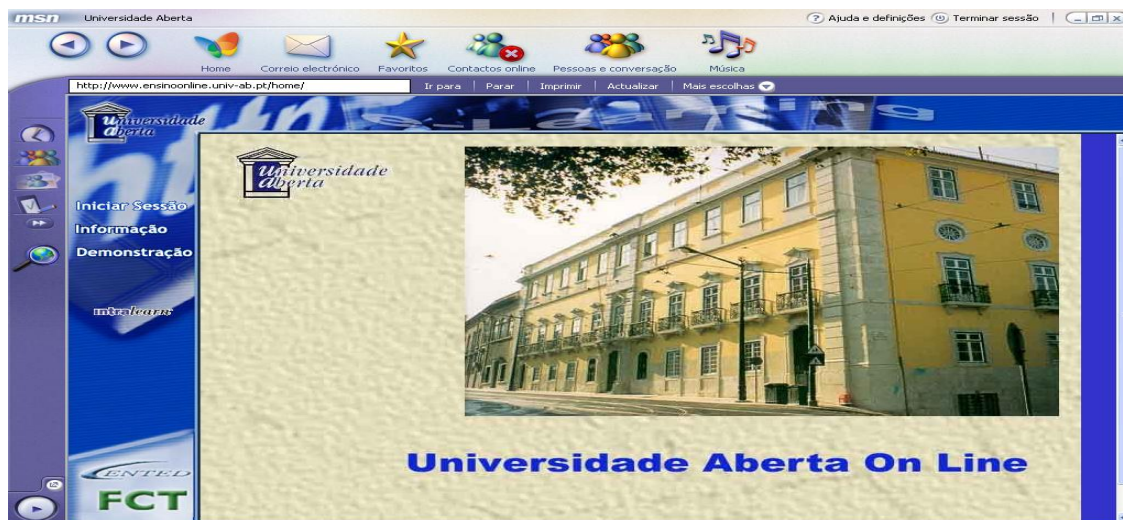 msn Universidade Aberta
Ajuda e definições Terminar sessão
Home Correio electrónico Favoritos Contactos online Pessoas e conversação Música
http://www.ensinoonline.univ-ab.pt/home/ Ir para Parar Imprimir Actualizar Mais escolhas
Universidade
Aberta
Universidade
Aberta
Iniciar Sessão
Informação
Demonstração
intralearn
Universidade Aberta On Line
CENTED
FCT